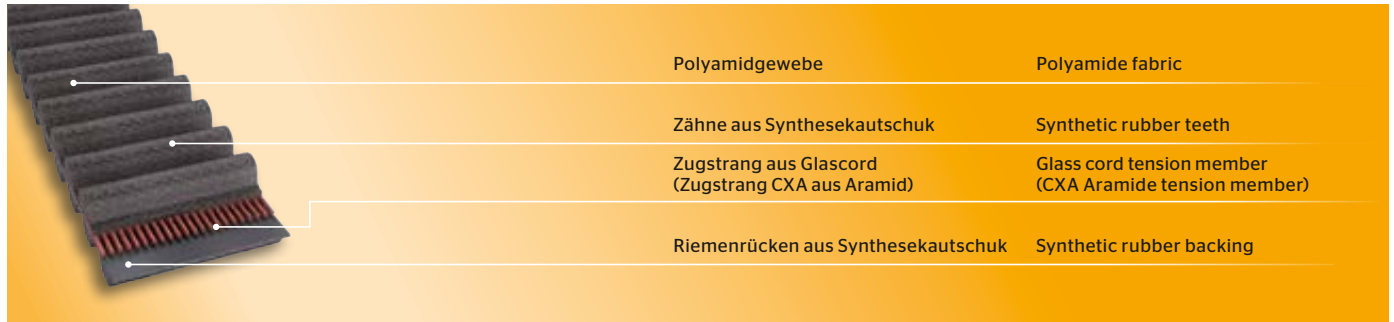 Polyamidgewebe Polyamide fabric
Zähne aus Synthesekautschuk Synthetic rubber teeth
Zugstrang aus Glascord Glass cord tension member
(Zugstrang CXA aus Aramid) (CXA Aramide tension member)
Riemenrücken aus Synthesekautschuk Synthetic rubber backing